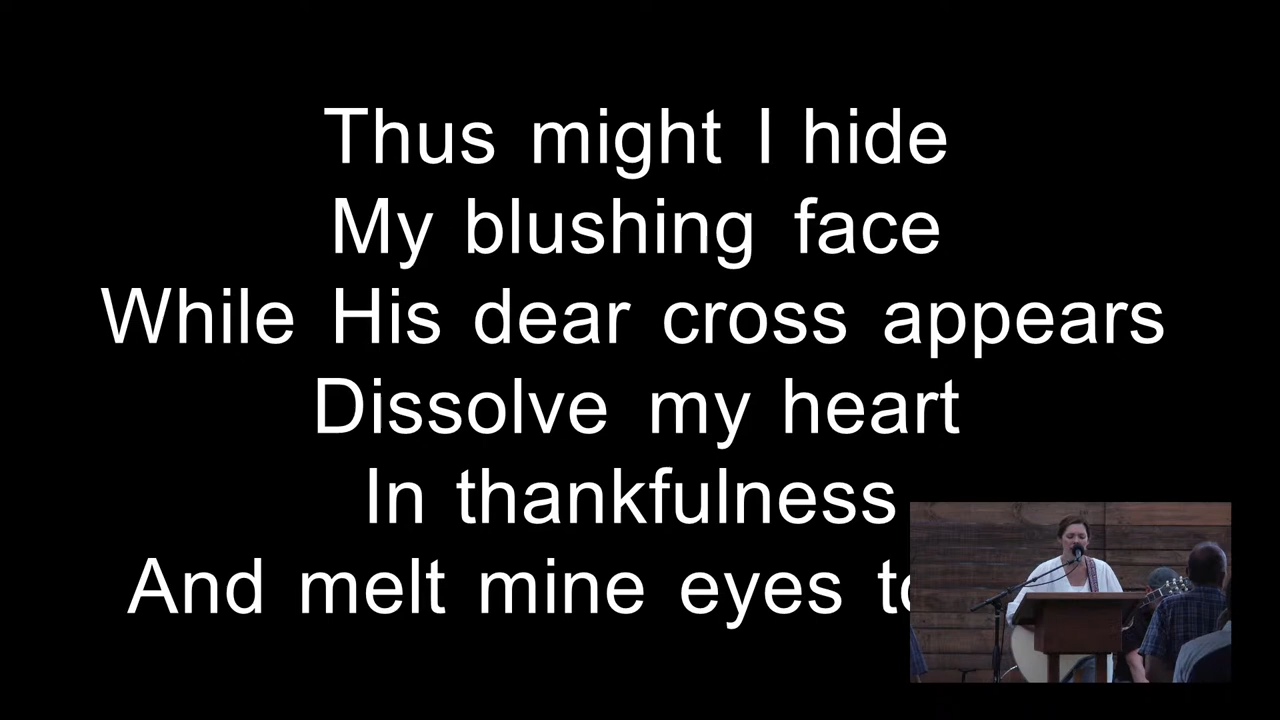 Thus might I hide
My blushing face
While His dear cross appears
Dissolve my heart
In thankfulness
And melt mine eyes